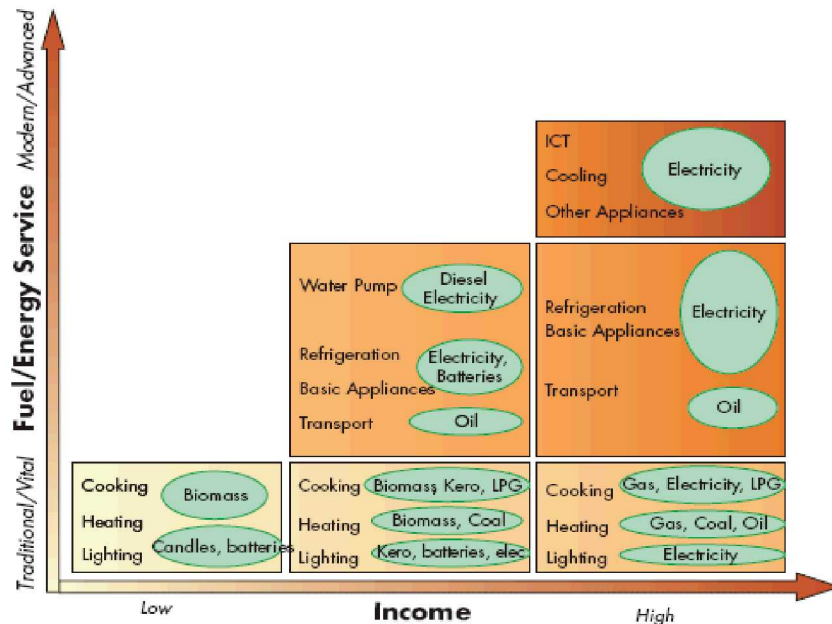 Fuel/Energy Service
Modern/Advanced
Traditional/Vital
ICT
Cooling
Other Appliances
Electricity
Water Pump
Diesel
Electricity
Refrigeration
Basic Appliances
Electricity,
Batteries
Transport
Oil
Refrigeration
Basic Appliances
Electricity
Transport
Oil
Cooking
Heating
Lighting
Biomass
Candles, batteries
Cooking
Biomass, Kero, LPG
Heating
Biomass, Coal
Lighting
Kero, batteries, elec
Cooking
Gas, Electricity, LPG
Heating
Gas, Coal, Oil
Lighting
Electricity
Low
Income
High